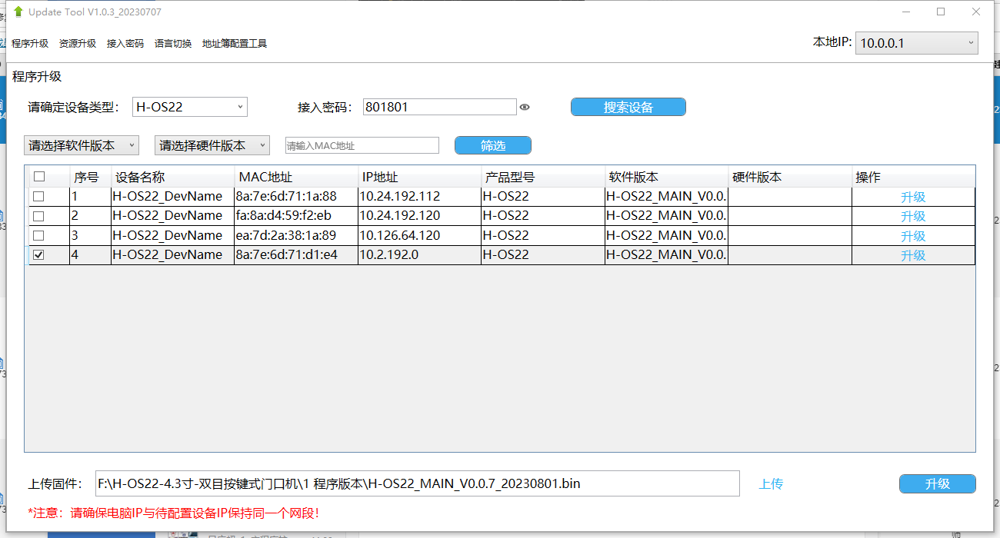 Update Tool V1.0.3_20230707
程序升级 资源升级 接入密码 语言切换 地址簿配置工具 本地IP: 10.0.0.1
程序升级
请确定设备类型： H-OS22 接入密码： 801801 搜索设备
请选择软件版本 请选择硬件版本 请输入MAC地址 筛选
序号 设备名称 MAC地址 IP地址 产品型号 软件版本 硬件版本 操作
1 H-OS22_DevName 8a:7e:6d:71:1a:88 10.24.192.112 H-OS22 H-OS22_MAIN_V0.0. 升级
2 H-OS22_DevName fa:8a:d4:59:f2:eb 10.24.192.120 H-OS22 H-OS22_MAIN_V0.0. 升级
3 H-OS22_DevName ea:7d:2a:38:1a:89 10.126.64.120 H-OS22 H-OS22_MAIN_V0.0. 升级
4 H-OS22_DevName 8a:7e:6d:71:d1:e4 10.2.192.0 H-OS22 H-OS22_MAIN_V0.0. 升级
上传固件： F:\H-OS22-4.3寸-双目按键式门口机\1 程序版本\H-OS22_MAIN_V0.0.7_20230801.bin 上传 升级
*注意：请确保电脑IP与待配置设备IP保持同一个网段！